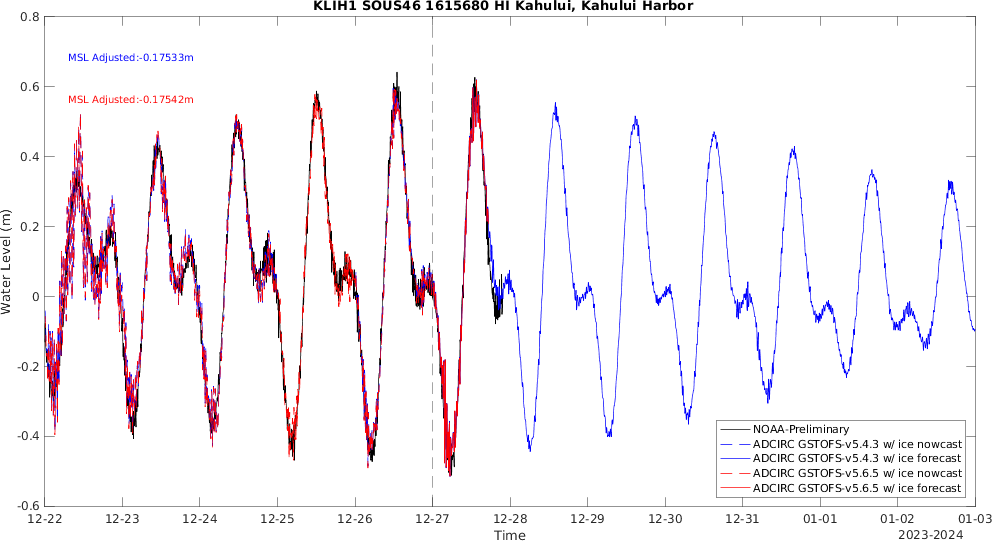 KLIH1 SOUS46 1615680 HI Kahului, Kahului Harbor
0.8
MSL Adjusted:-0.17533m
0.6
MSL Adjusted:-0.17542m
0.4
0.2
Water Level (m)
0
-0.2
-0.4
NOAA-Preliminary
ADCIRC GSTOFS-v5.4.3 w/ ice nowcast
ADCIRC GSTOFS-v5.4.3 w/ ice forecast
ADCIRC GSTOFS-v5.6.5 w/ ice nowcast
ADCIRC GSTOFS-v5.6.5 w/ ice forecast
-0.6
12-22 12-23 12-24 12-25 12-26 12-27 12-28 12-29 12-30 12-31 01-01 01-02 01-03
Time
2023-2024